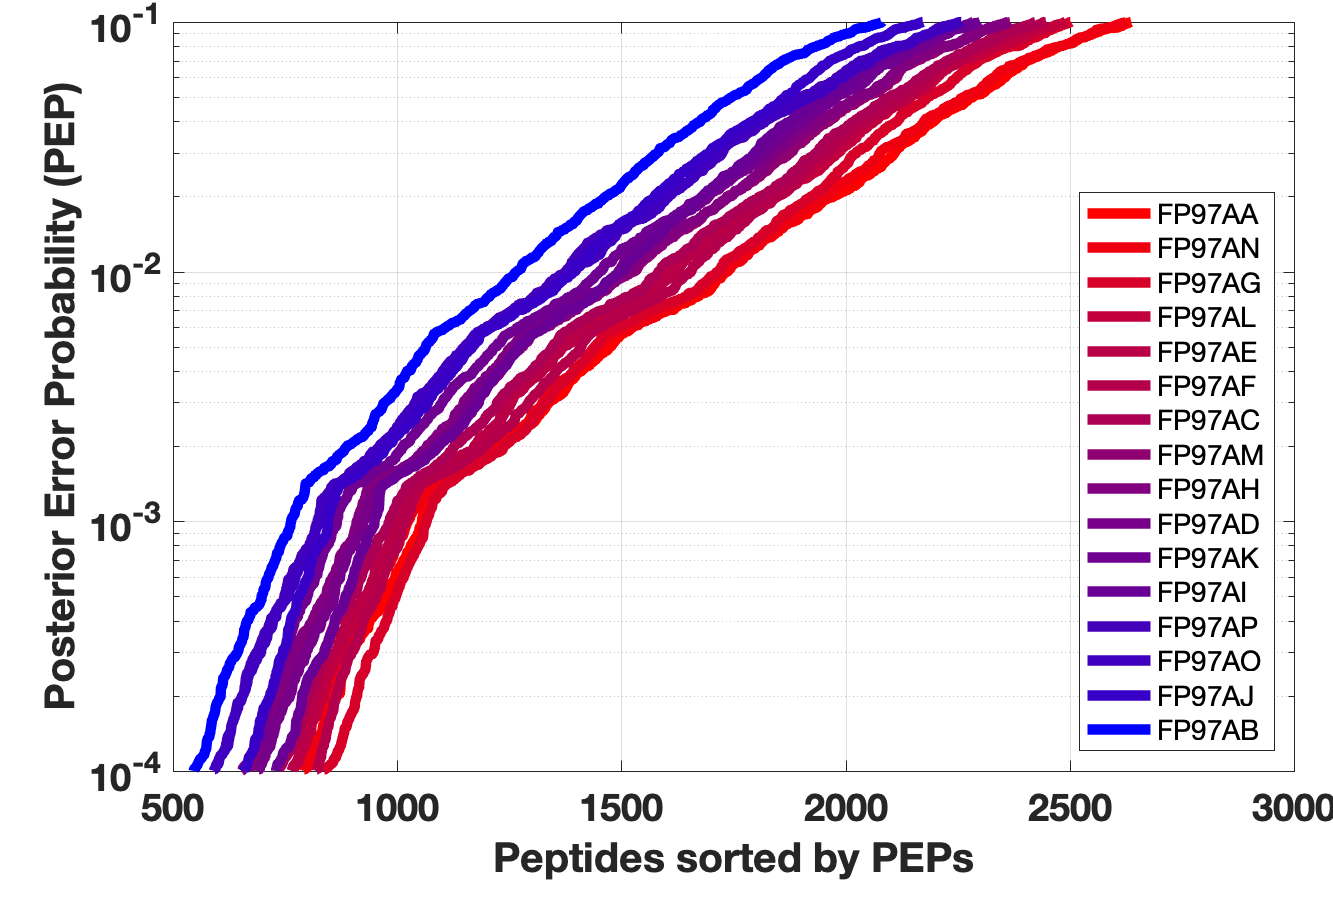 Posterior Error Probability (PEP)
10-1
10-2
10-3
10-4
500 1000 1500 2000 2500 3000
Peptides sorted by PEPs
FP97AA
FP97AN
FP97AG
FP97AL
FP97AE
FP97AF
FP97AC
FP97AM
FP97AH
FP97AD
FP97AK
FP97AI
FP97AP
FP97AO
FP97AJ
FP97AB